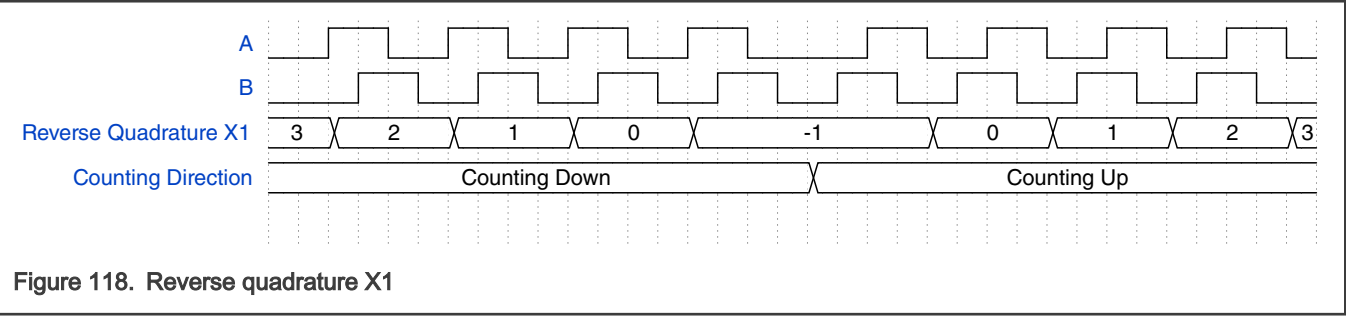 A
B
Reverse Quadrature X1 3 2 1 0 -1 0 1 2 3
Counting Direction Counting Down Counting Up
Figure 118. Reverse quadrature X1